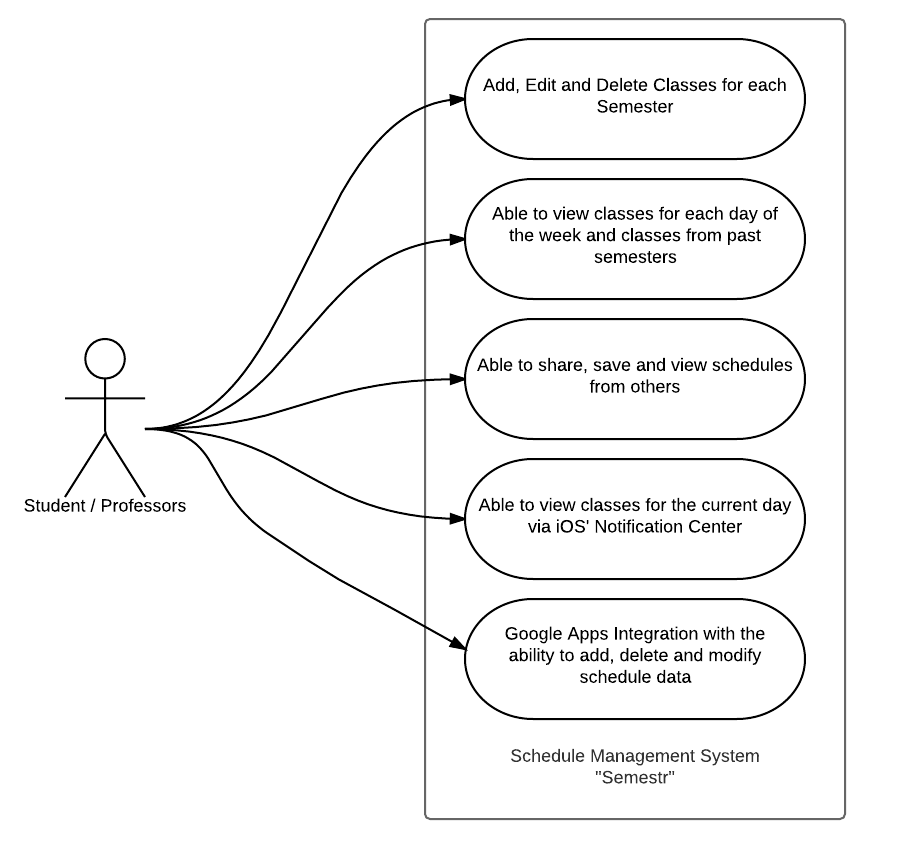 Add, Edit and Delete Classes for each
Semester
Able to view classes for each day of
the week and classes from past
semesters
Able to share, save and view schedules
from others
Student / Professors
Able to view classes for the current day
via iOS' Notification Center
Google Apps Integration with the
ability to add, delete and modify
schedule data
Schedule Management System
"Semestr"